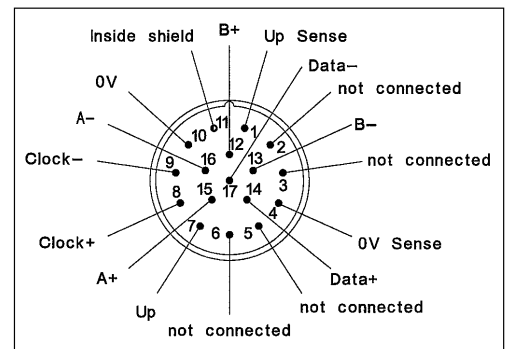 B+
Inside shield
Up Sense
Data-
0V
not connected
A-
B-
11
1
10
12
2
Clock-
not connected
9
16
13
3
8
15
17
14
4
Clock+
7
6
5
0V Sense
A+
Data+
Up
not connected
not connected